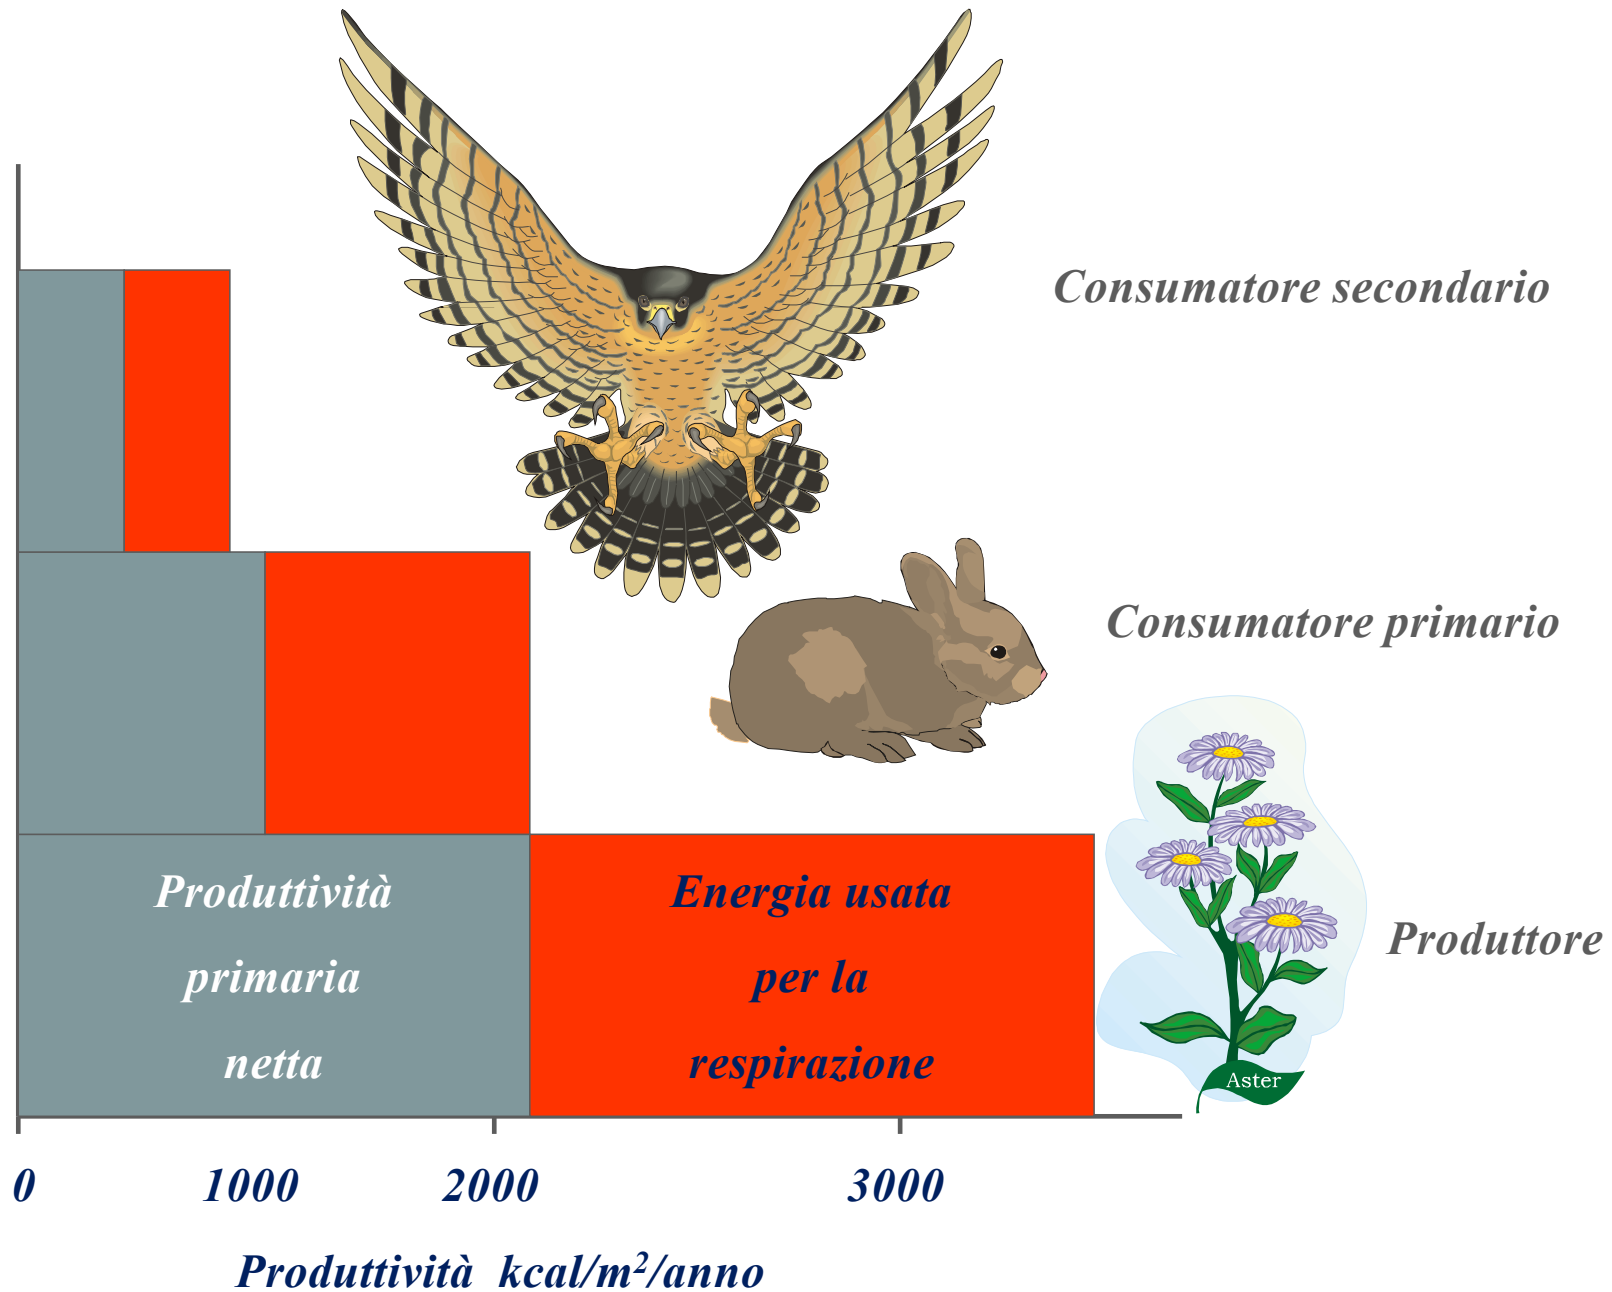 Consumatore secondario
Consumatore primario
Produttività
primaria
netta
Energia usata
per la
respirazione
Produttore
Aster
0 1000 2000 3000
Produttività kcal/m²/anno